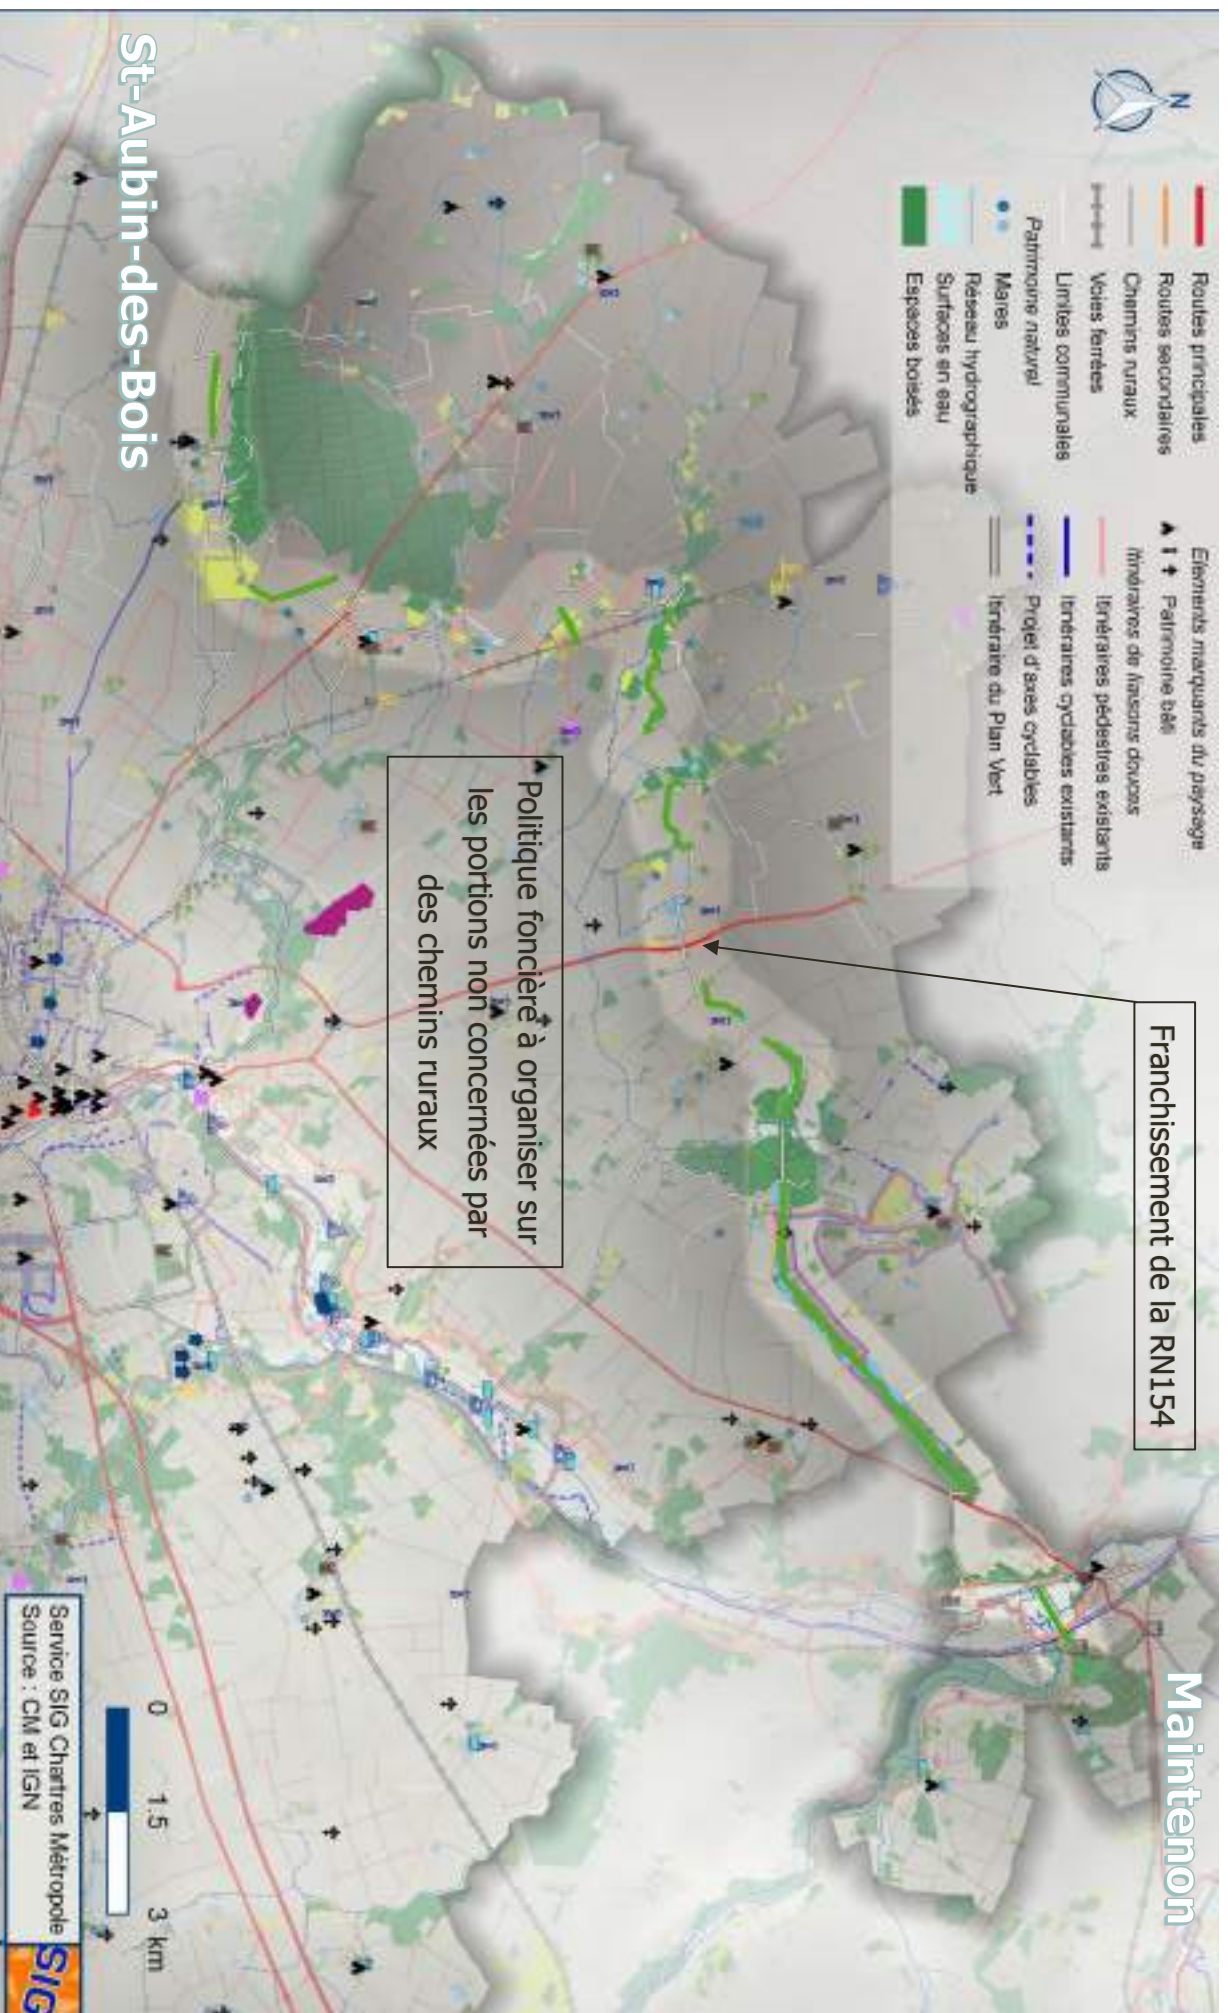 N
Routes principales
Routes secondaires
Chemins ruraux
Voies ferrées
Limites communales
Patrimoine naturel
Mares
Réseau hydrographique
Surfaces en eau
Espaces boisés
Elements marquants du paysage
Patrimoine bâti
Itinéraires de liaisons douces
Itinéraires pédestres existants
Itinéraires cyclables existants
Projet d'axes cyclables
Itinéraire du Plan Vert
Franchissement de la RN154
Maintenon
Politique foncière à organiser sur
les portions non concernées par
des chemins ruraux
St-Aubin-des-Bois
0 1.5 3 km
Service SIG Chartres Métropole
Source : CM et IGN
SIG